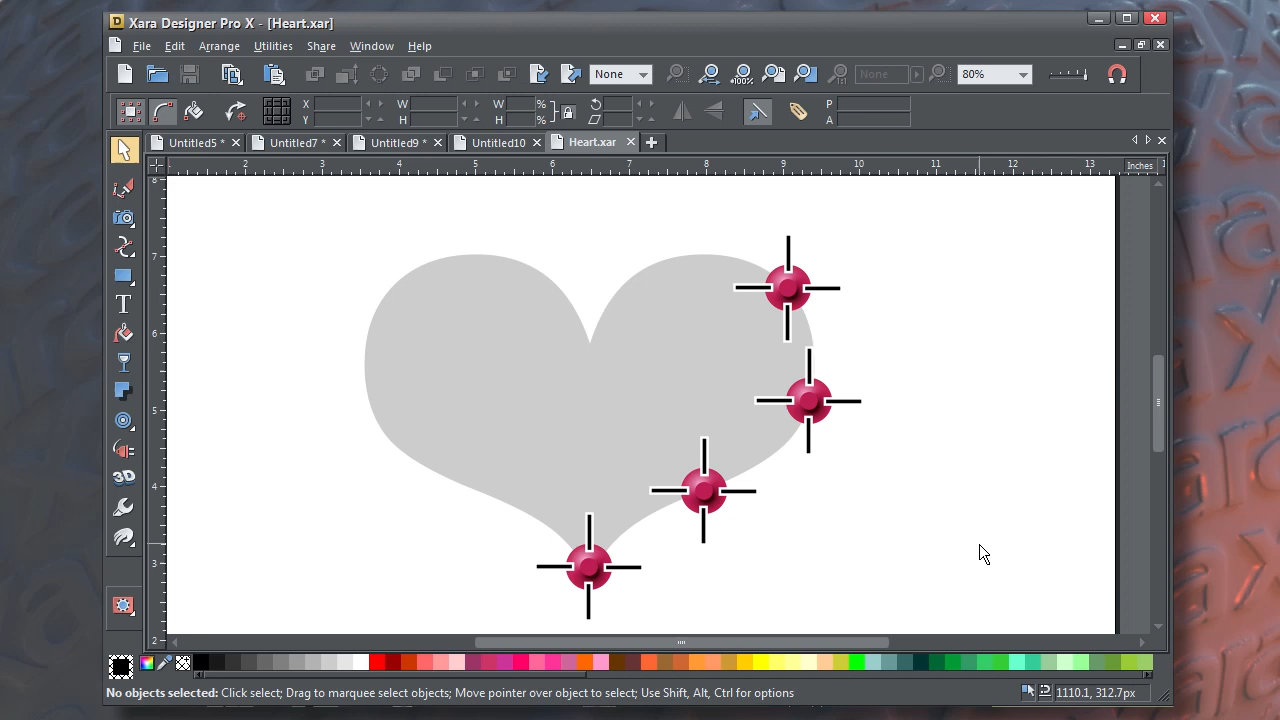 Xara Designer Pro X - [Heart.xar]
File Edit Arrange Utilities Share Window Help
None +100% None 80%
X W W % P
Y H H %
Untitled5 * Untitled7 * Untitled9 * Untitled10 Heart.xar
2 3 4 5 6 7 8 9 10 11 12 13 Inches
8
7
6
T
5
4
3D
3
2
No objects selected: Click select; Drag to marquee select objects; Move pointer over object to select; Use Shift, Alt, Ctrl for options 1110.1, 312.7px